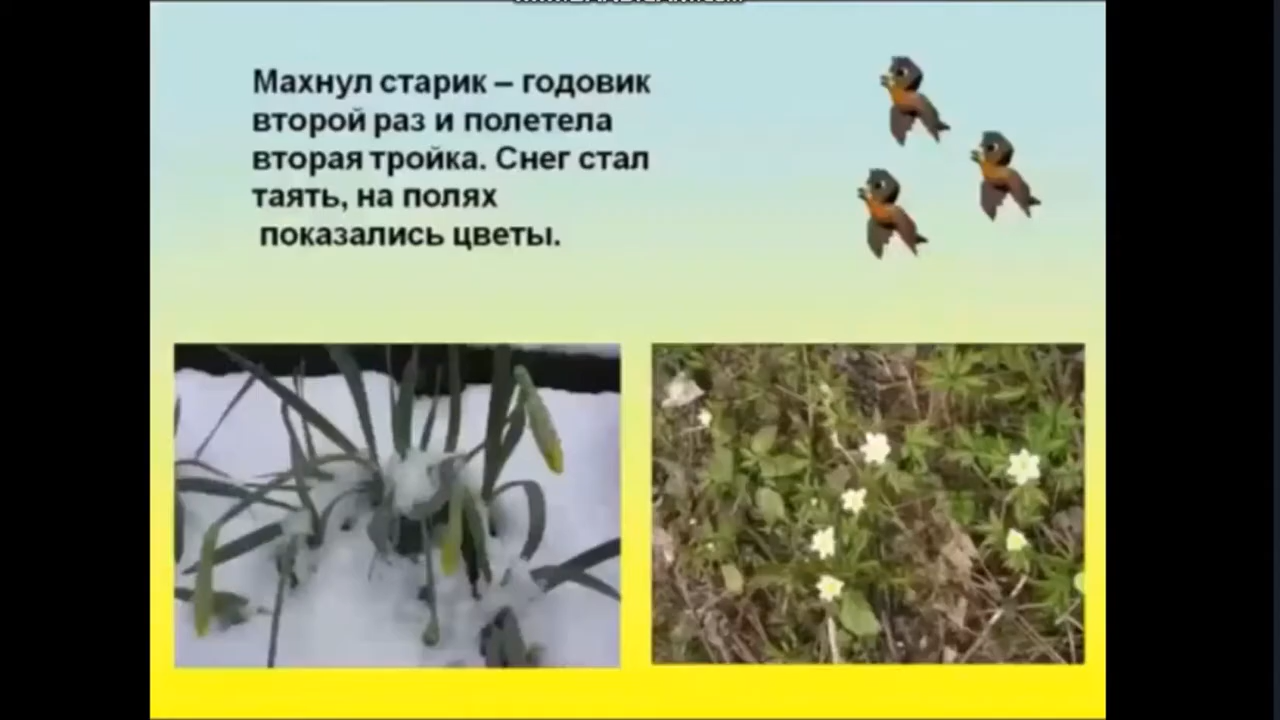 Махнул старик – годовик
второй раз и полетела
вторая тройка. Снег стал
таять, на полях
показались цветы.